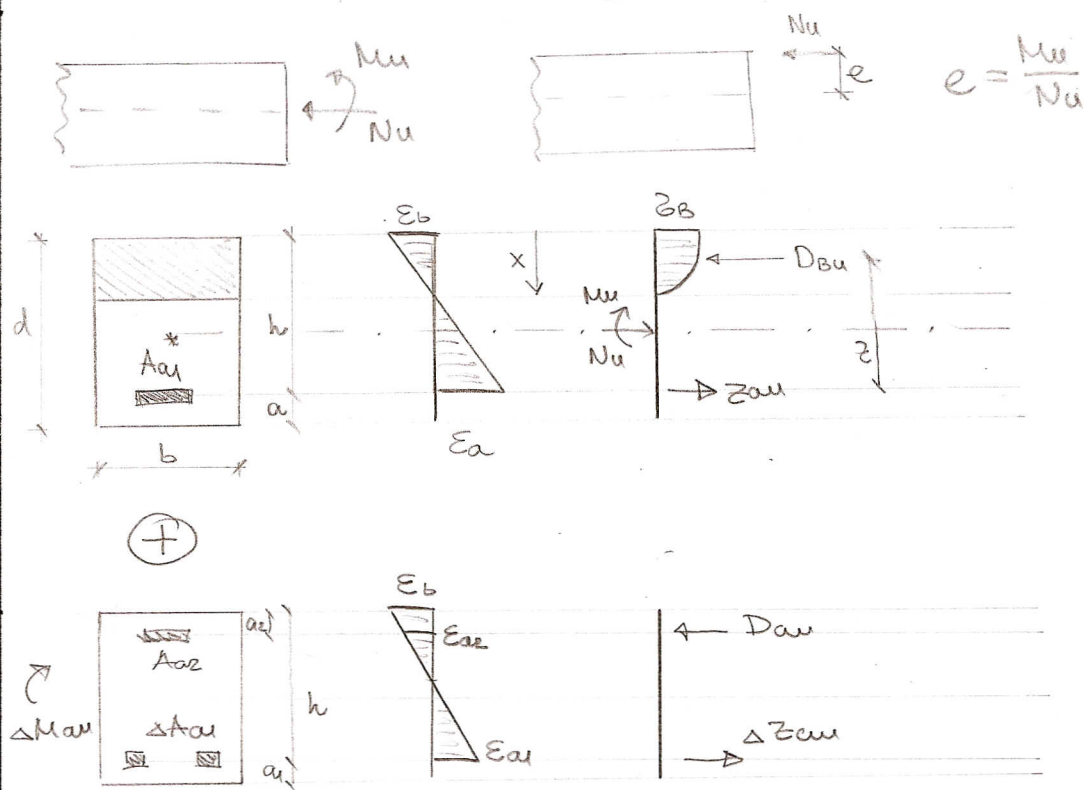 Mu
Nu
Nu
e
e = Mu / Nu
εb
σB
x
DBu
d
h
Mu
Nu
z
*
Aa1
a
Zau
b
εa
+
εb
a2
εa2
Dau
Aa2
ΔMau
h
ΔAa1
ΔZau
εa1
a1